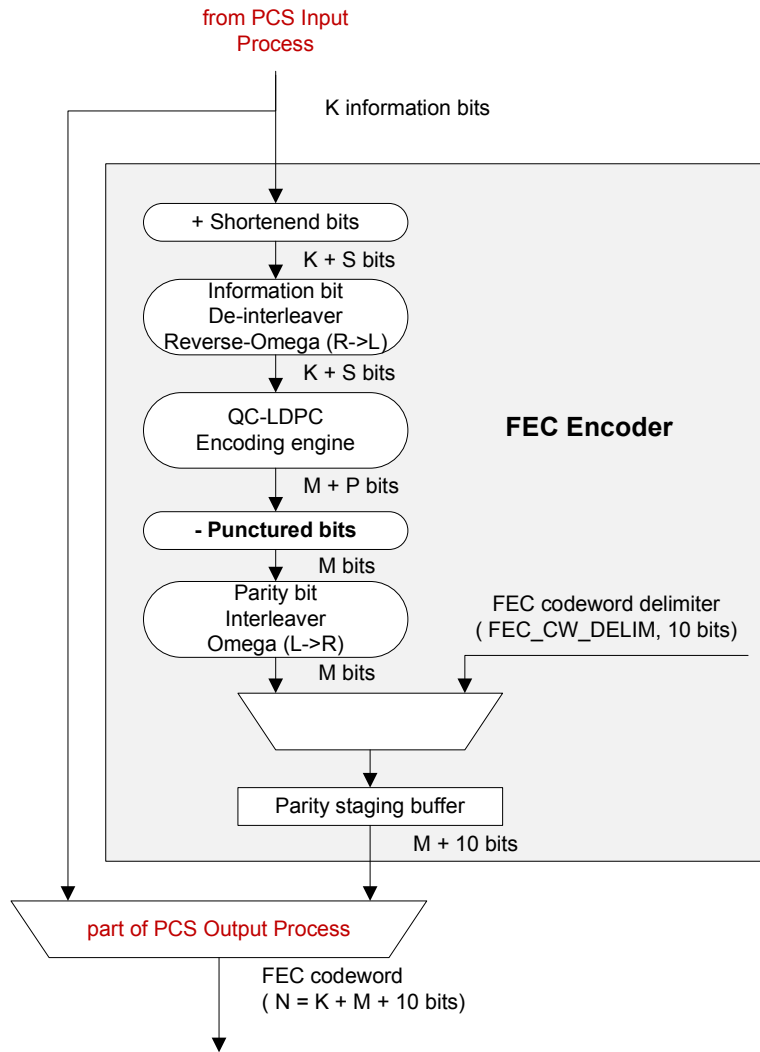 from PCS Input
Process
K information bits
+ Shortenend bits
K + S bits
Information bit
De-interleaver
Reverse-Omega (R->L)
K + S bits
QC-LDPC
Encoding engine
FEC Encoder
M + P bits
- Punctured bits
M bits
Parity bit
Interleaver
Omega (L->R)
FEC codeword delimiter
( FEC_CW_DELIM, 10 bits)
M bits
Parity staging buffer
M + 10 bits
part of PCS Output Process
FEC codeword
( N = K + M + 10 bits)